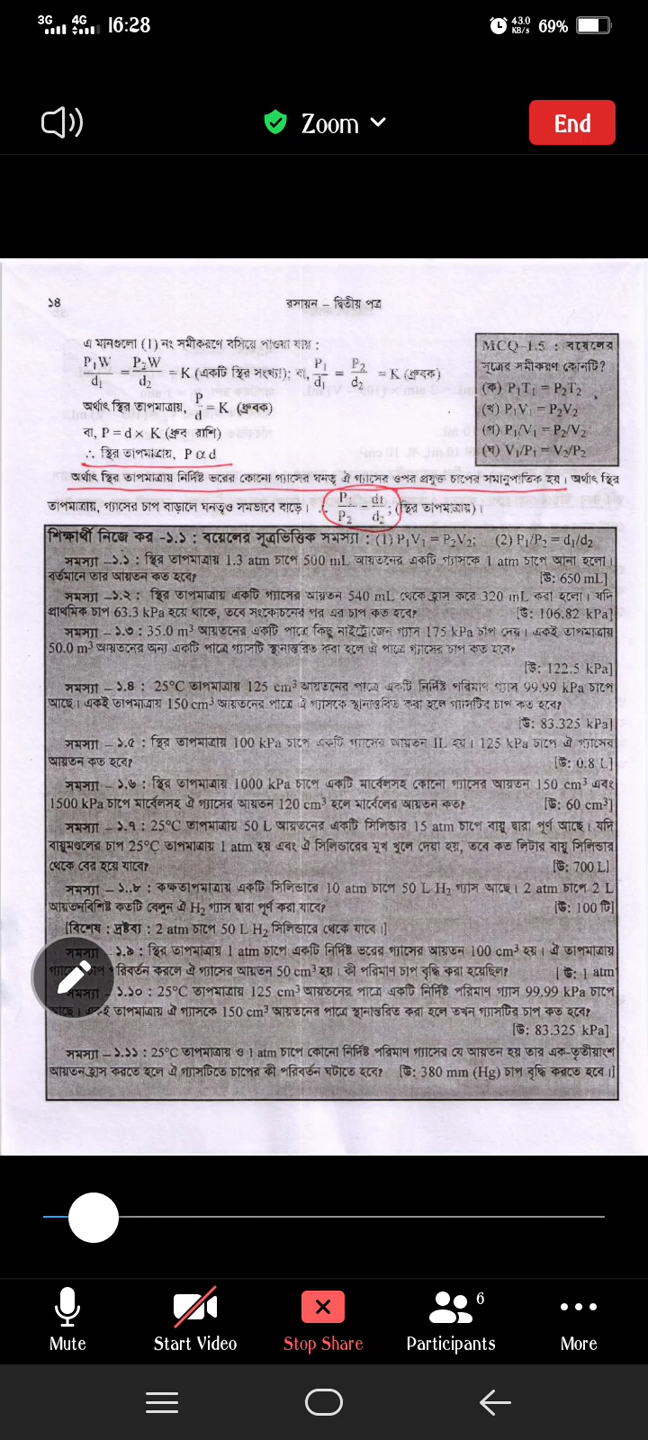 3G 4G 16:28 43.0 KB/s 69%
Zoom End
১৪ রসায়ন – দ্বিতীয় পত্র
এ মানগুলো (1) নং সমীকরণে বসিয়ে পাওয়া যায় :
P₁W/d₁ = P₂W/d₂ = K (একটি স্থির সংখ্যা); বা, P₁/d₁ = P₂/d₂ = K (ধ্রুবক)
অর্থাৎ স্থির তাপমাত্রায়, P/d = K (ধ্রুবক)
বা, P = d × K (ধ্রুব রাশি)
∴ স্থির তাপমাত্রায়, P ∝ d
MCQ–1.5 : বয়েলের
সূত্রের সমীকরণ কোনটি?
(ক) P₁T₁ = P₂T₂
(খ) P₁V₁ = P₂V₂
(গ) P₁/V₁ = P₂/V₂
(ঘ) V₁/P₁ = V₂/P₂
অর্থাৎ স্থির তাপমাত্রায় নির্দিষ্ট ভরের কোনো গ্যাসের ঘনত্ব ঐ গ্যাসের ওপর প্রযুক্ত চাপের সমানুপাতিক হয়। অর্থাৎ স্থির
তাপমাত্রায়, গ্যাসের চাপ বাড়ালে ঘনত্বও সমভাবে বাড়ে। ∴ P₁/P₂ = d₁/d₂; (স্থির তাপমাত্রায়)।
শিক্ষার্থী নিজে কর –১.১ : বয়েলের সূত্রভিত্তিক সমস্যা : (1) P₁V₁ = P₂V₂; (2) P₁/P₂ = d₁/d₂
সমস্যা –১.১ : স্থির তাপমাত্রায় 1.3 atm চাপে 500 mL আয়তনের একটি গ্যাসকে 1 atm চাপে আনা হলো।
বর্তমানে তার আয়তন কত হবে? [উ: 650 mL]
সমস্যা –১.২ : স্থির তাপমাত্রায় একটি গ্যাসের আয়তন 540 mL থেকে হ্রাস করে 320 mL করা হলো। যদি
প্রাথমিক চাপ 63.3 kPa হয়ে থাকে, তবে সংকোচনের পর এর চাপ কত হবে? [উ: 106.82 kPa]
সমস্যা –১.৩ : 35.0 m³ আয়তনের একটি পাত্রে কিছু নাইট্রোজেন গ্যাস 175 kPa চাপ দেয়। একই তাপমাত্রায়
50.0 m³ আয়তনের অন্য একটি পাত্রে গ্যাসটি স্থানান্তরিত করা হলে ঐ পাত্রে গ্যাসের চাপ কত হবে?
[উ: 122.5 kPa]
সমস্যা – ১.৪ : 25°C তাপমাত্রায় 125 cm³ আয়তনের পাত্রে একটি নির্দিষ্ট পরিমাণ গ্যাস 99.99 kPa চাপে
আছে। একই তাপমাত্রায় 150 cm³ আয়তনের পাত্রে ঐ গ্যাসকে স্থানান্তরিত করা হলে গ্যাসটির চাপ কত হবে?
[উ: 83.325 kPa]
সমস্যা – ১.৫ : স্থির তাপমাত্রায় 100 kPa চাপে একটি গ্যাসের আয়তন 1L হয়। 125 kPa চাপে ঐ গ্যাসের
আয়তন কত হবে? [উ: 0.8 L]
সমস্যা – ১.৬ : স্থির তাপমাত্রায় 1000 kPa চাপে একটি মার্বেলসহ কোনো গ্যাসের আয়তন 150 cm³ এবং
1500 kPa চাপে মার্বেলসহ ঐ গ্যাসের আয়তন 120 cm³ হলে মার্বেলের আয়তন কত? [উ: 60 cm³]
সমস্যা – ১.৭ : 25°C তাপমাত্রায় 50 L আয়তনের একটি সিলিন্ডার 15 atm চাপে বায়ু দ্বারা পূর্ণ আছে। যদি
বায়ুমণ্ডলের চাপ 25°C তাপমাত্রায় 1 atm হয় এবং ঐ সিলিন্ডারের মুখ খুলে দেয়া হয়, তবে কত লিটার বায়ু সিলিন্ডার
থেকে বের হয়ে যাবে? [উ: 700 L]
সমস্যা – ১.৮ : কক্ষতাপমাত্রায় একটি সিলিন্ডারে 10 atm চাপে 50 L H₂ গ্যাস আছে। 2 atm চাপে 2 L
আয়তনবিশিষ্ট কতটি বেলুন ঐ H₂ গ্যাস দ্বারা পূর্ণ করা যাবে? [উ: 100 টি]
[বিশেষ : দ্রষ্টব্য : 2 atm চাপে 50 L H₂ সিলিন্ডারে থেকে যাবে।]
সমস্যা – ১.৯ : স্থির তাপমাত্রায় 1 atm চাপে একটি নির্দিষ্ট ভরের গ্যাসের আয়তন 100 cm³ হয়। ঐ তাপমাত্রায়
পরিবর্তন করলে ঐ গ্যাসের আয়তন 50 cm³ হয়। কী পরিমাণ চাপ বৃদ্ধি করা হয়েছিল? [উ: 1 atm
সমস্যা – ১.১০ : 25°C তাপমাত্রায় 125 cm³ আয়তনের পাত্রে একটি নির্দিষ্ট পরিমাণ গ্যাস 99.99 kPa চাপে
আছে। একই তাপমাত্রায় ঐ গ্যাসকে 150 cm³ আয়তনের পাত্রে স্থানান্তরিত করা হলে তখন গ্যাসটির চাপ কত হবে?
[উ: 83.325 kPa]
সমস্যা – ১.১১ : 25°C তাপমাত্রা ও 1 atm চাপে কোনো নির্দিষ্ট পরিমাণ গ্যাসের যে আয়তন হয় তার এক-তৃতীয়াংশ
আয়তন হ্রাস করতে হলে ঐ গ্যাসটিতে চাপের কী পরিবর্তন ঘটাতে হবে? [উ: 380 mm (Hg) চাপ বৃদ্ধি করতে হবে।]
Mute Start Video Stop Share Participants 6 More